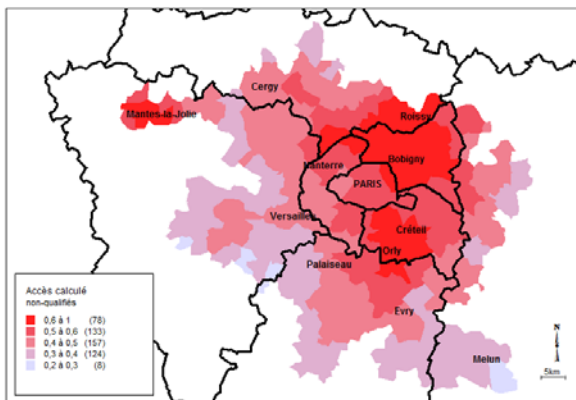 Cergy
Mantes-la-Jolie
Roissy
Bobigny
Nanterre
PARIS
Versailles
Créteil
Orly
Palaiseau
Evry
Melun
Accès calculé
non-qualifiés
0,6 à 1 (78)
0,5 à 0,6 (133)
0,4 à 0,5 (157)
0,3 à 0,4 (124)
0,2 à 0,3 (8)
N
5km